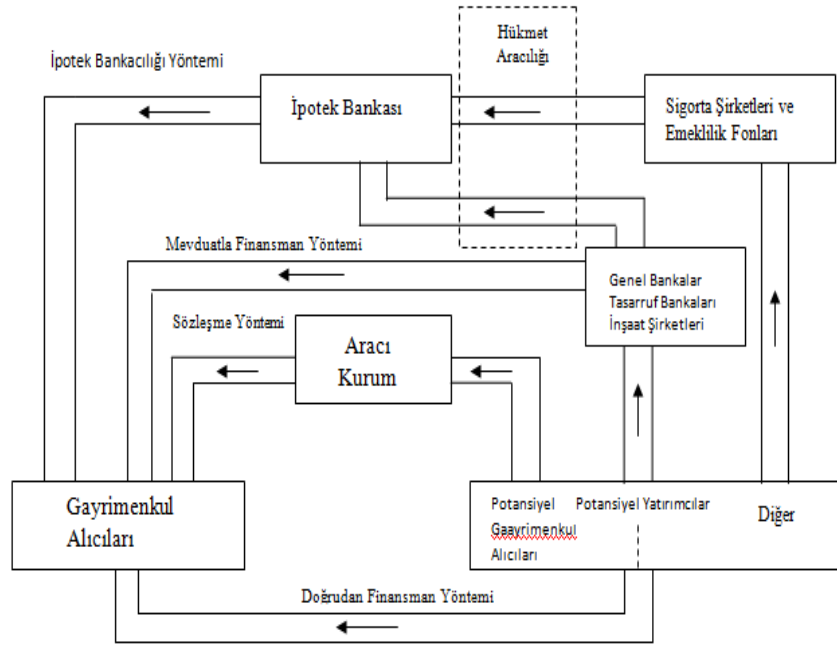 Hükmet
Aracılığı
İpotek Bankacılığı Yöntemi
İpotek Bankası
Sigorta Şirketleri ve
Emeklilik Fonları
Mevduatla Finansman Yöntemi
Genel Bankalar
Tasarruf Bankaları
İnşaat Şirketleri
Sözleşme Yöntemi
Aracı
Kurum
Gayrimenkul
Alıcıları
Potansiyel
Gaayrimenkul
Alıcıları
Potansiyel Yatırımcılar
Diğer
Doğrudan Finansman Yöntemi